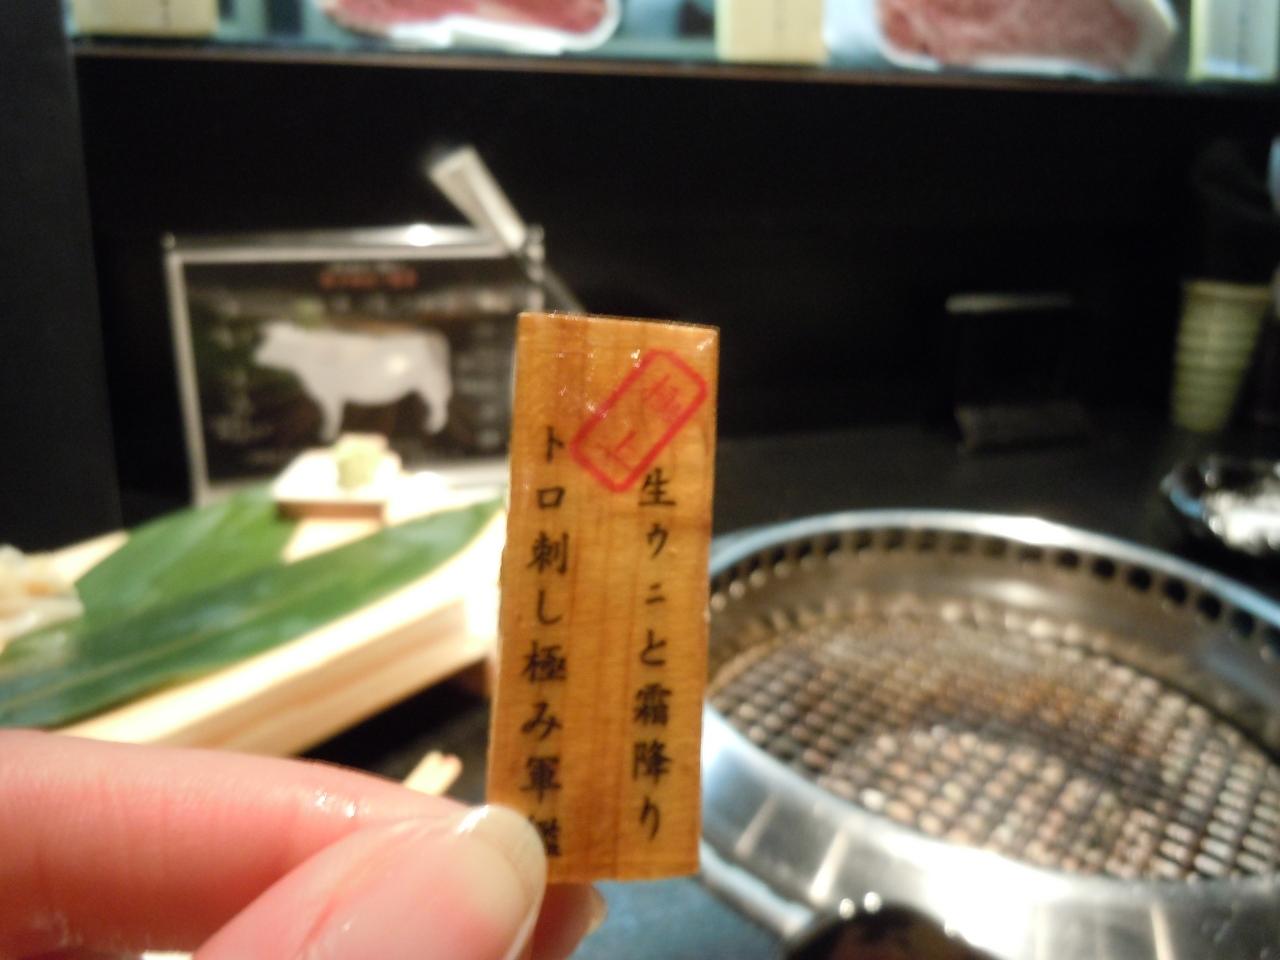 極上
生ウニと霜降り
トロ刺し極み軍艦